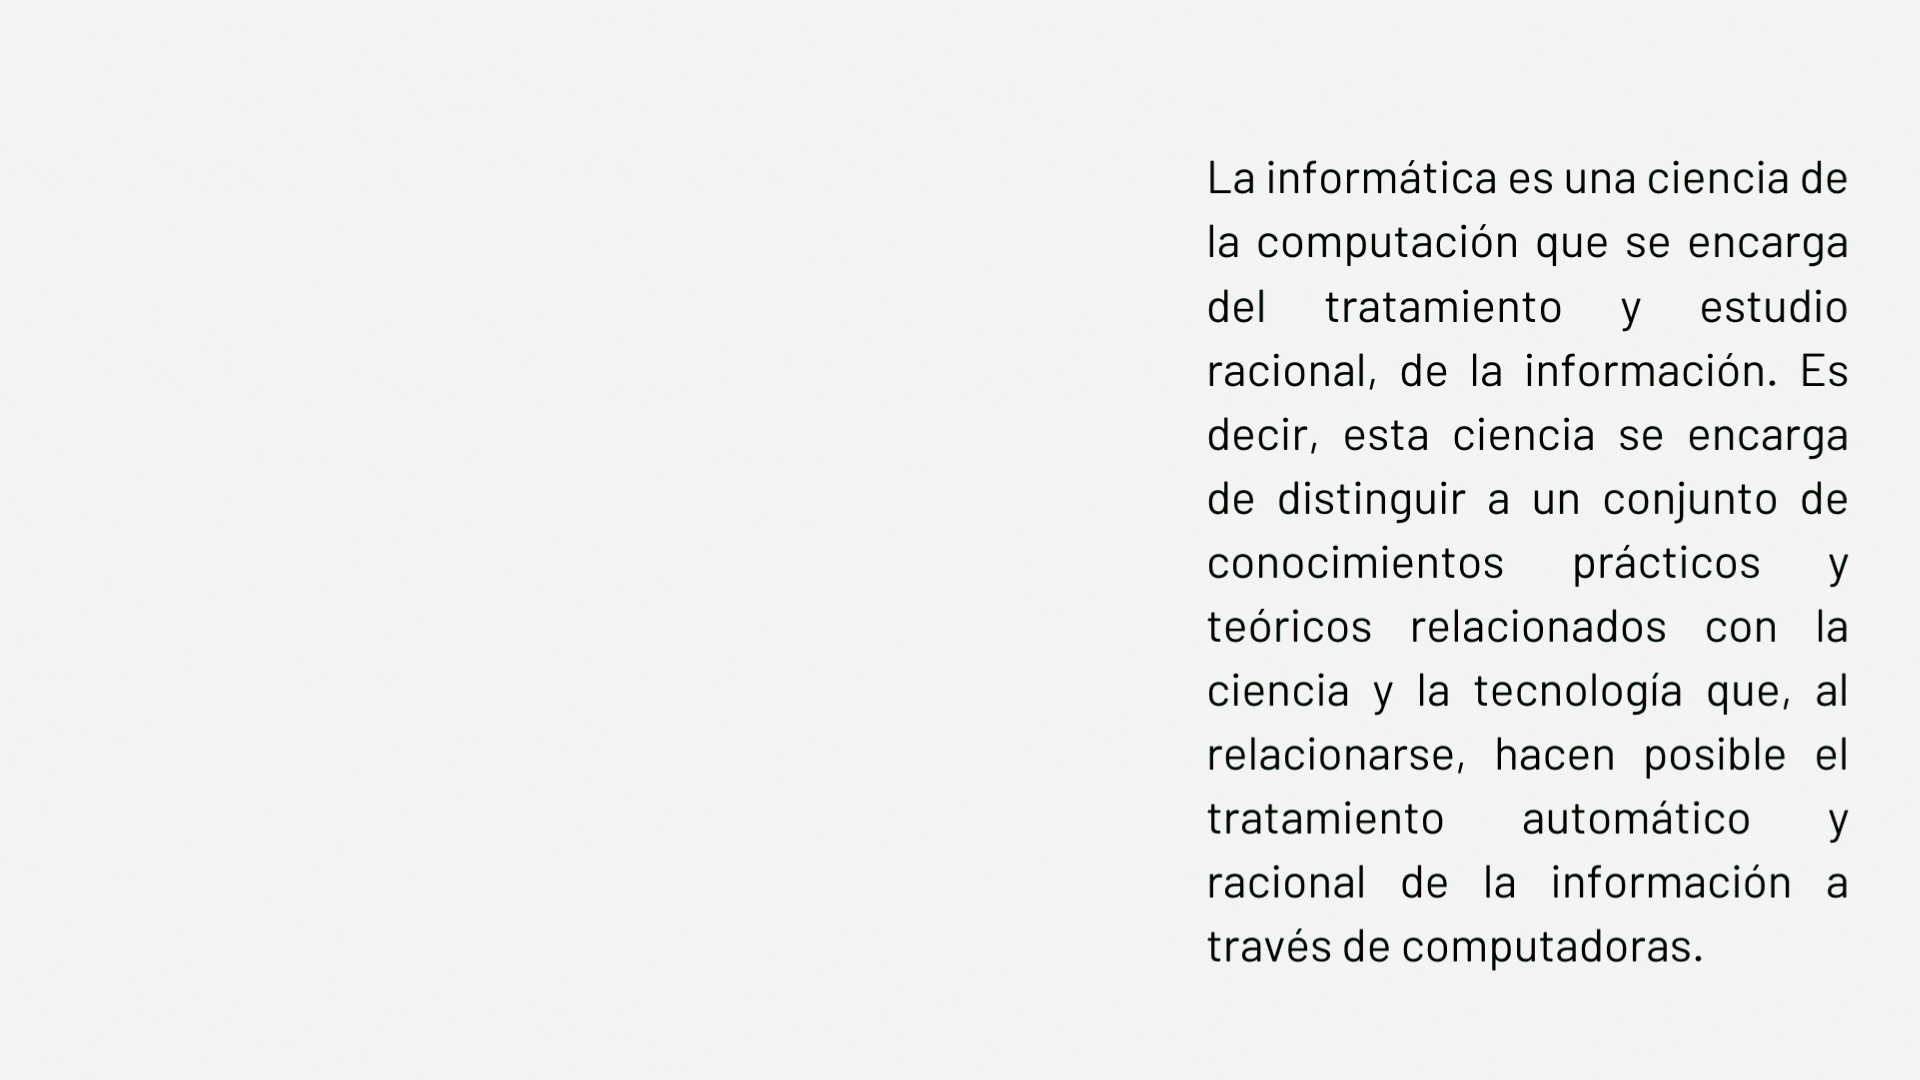 La informática es una ciencia de
la computación que se encarga
del tratamiento y estudio
racional, de la información. Es
decir, esta ciencia se encarga
de distinguir a un conjunto de
conocimientos prácticos y
teóricos relacionados con la
ciencia y la tecnología que, al
relacionarse, hacen posible el
tratamiento automático y
racional de la información a
través de computadoras.